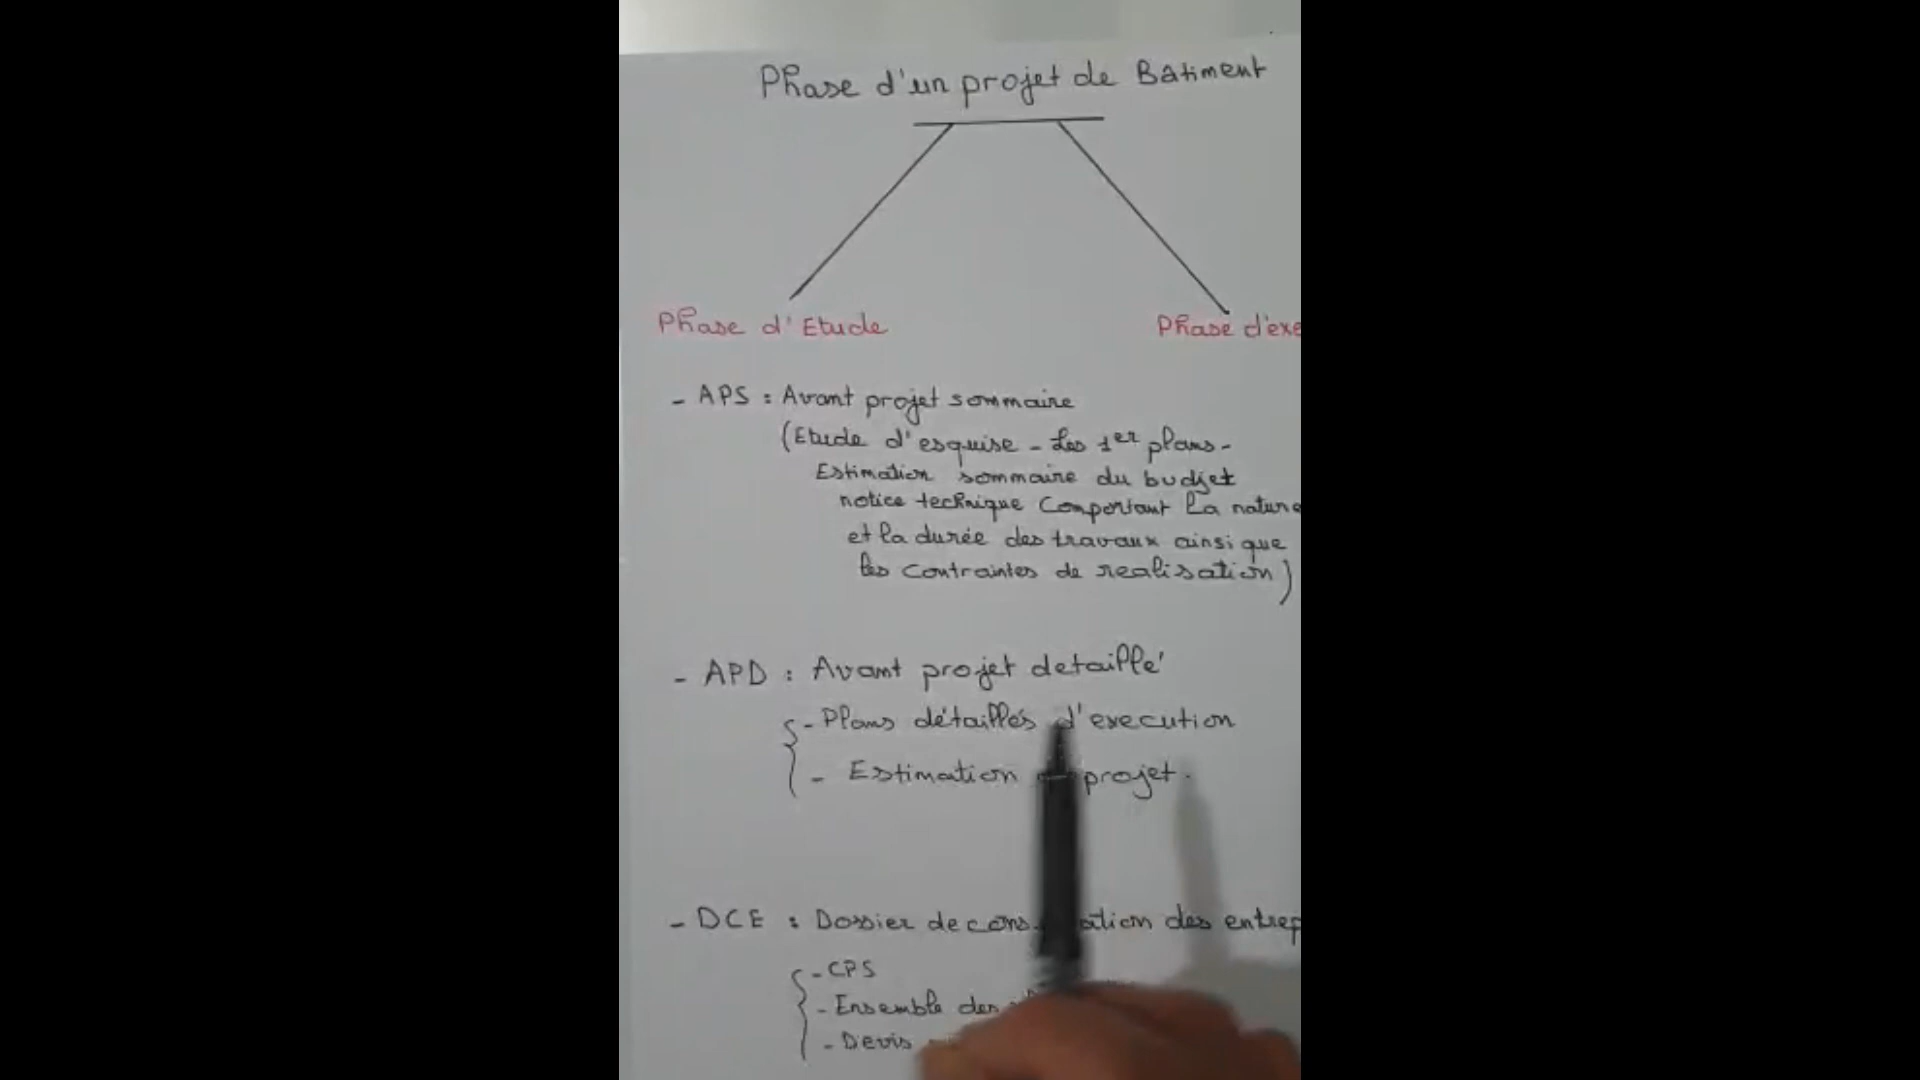 Phase d'un projet de Batiment
Phase d'Etude
Phase d'exe
- APS : Avant projet sommaire
(Etude d'esquise - Les 1er plans -
Estimation sommaire du budjet
notice technique Comportant la nature
et la durée des travaux ainsi que
les contraintes de realisation)
- APD : Avant projet detaillé
- Plans détaillés d'execution
- Estimation projet.
- DCE : Dossier de des entrep
- CPS
- Ensemble des
- Devis